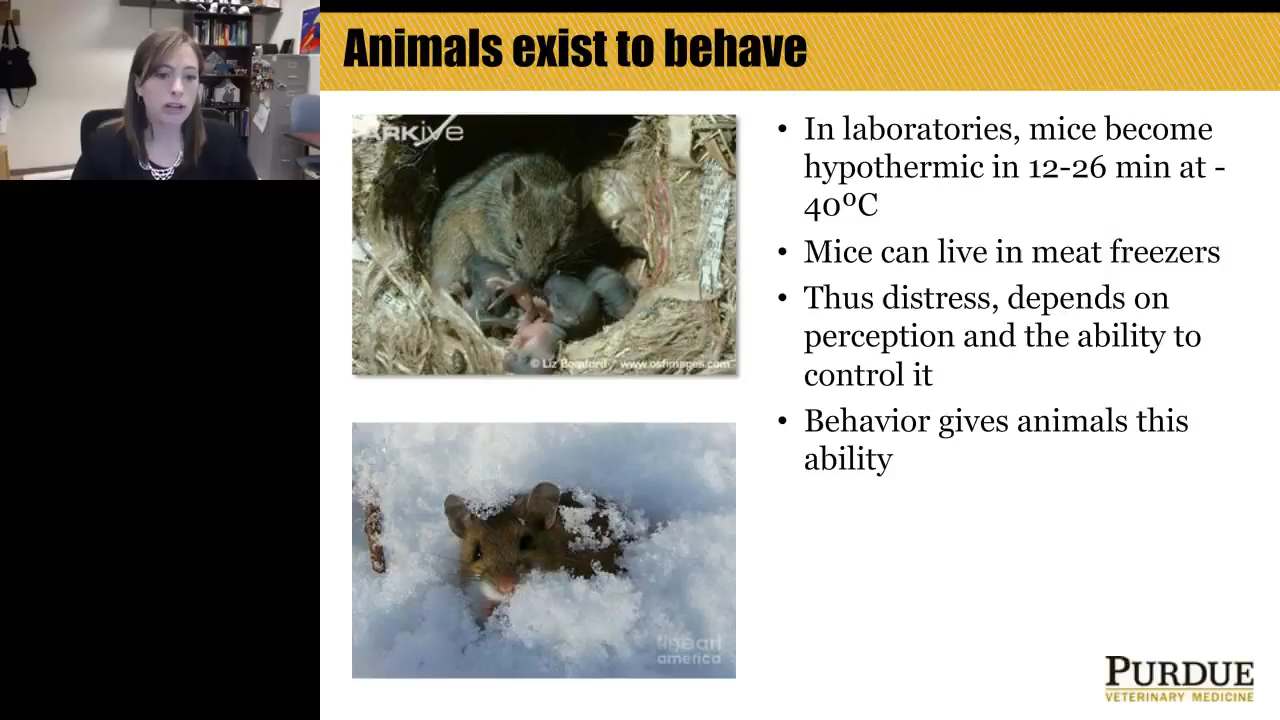 Animals exist to behave
ARKive
© Liz Bomford / www.osfimages.com
• In laboratories, mice become
hypothermic in 12-26 min at -
40ºC
• Mice can live in meat freezers
• Thus distress, depends on
perception and the ability to
control it
• Behavior gives animals this
ability
fineart
america
PURDUE
VETERINARY MEDICINE